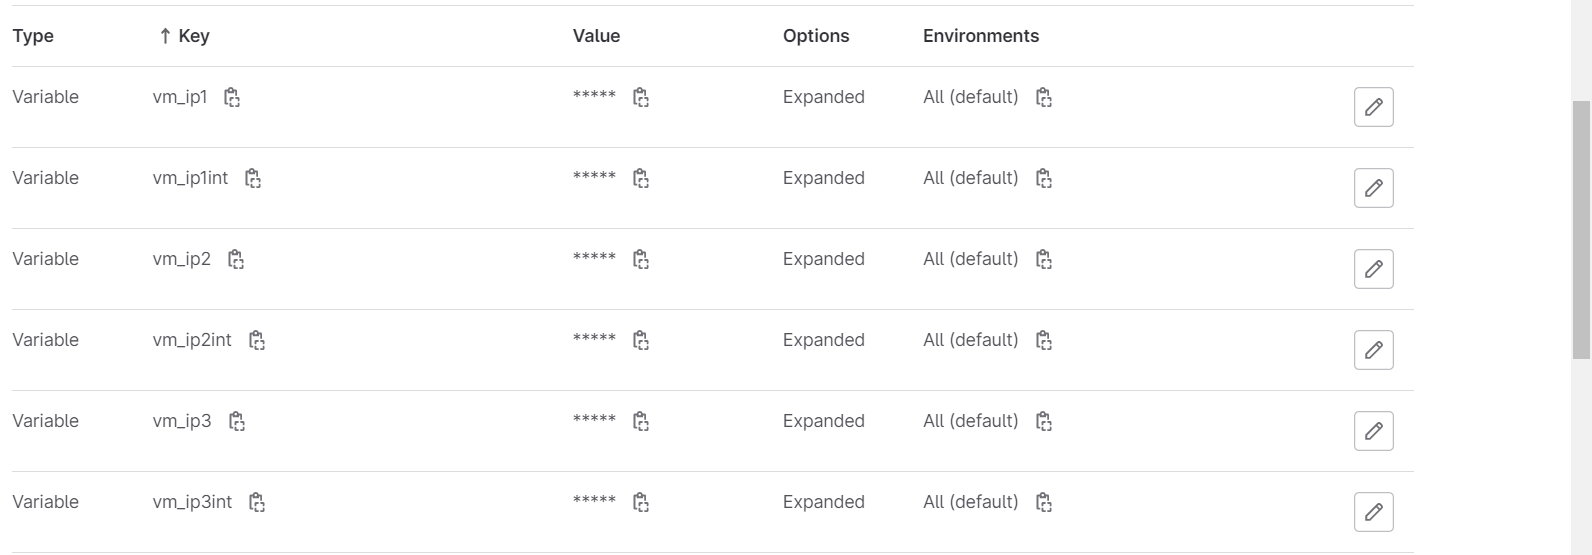 Type ↑ Key Value Options Environments
Variable vm_ip1 ***** Expanded All (default)
Variable vm_ip1int ***** Expanded All (default)
Variable vm_ip2 ***** Expanded All (default)
Variable vm_ip2int ***** Expanded All (default)
Variable vm_ip3 ***** Expanded All (default)
Variable vm_ip3int ***** Expanded All (default)